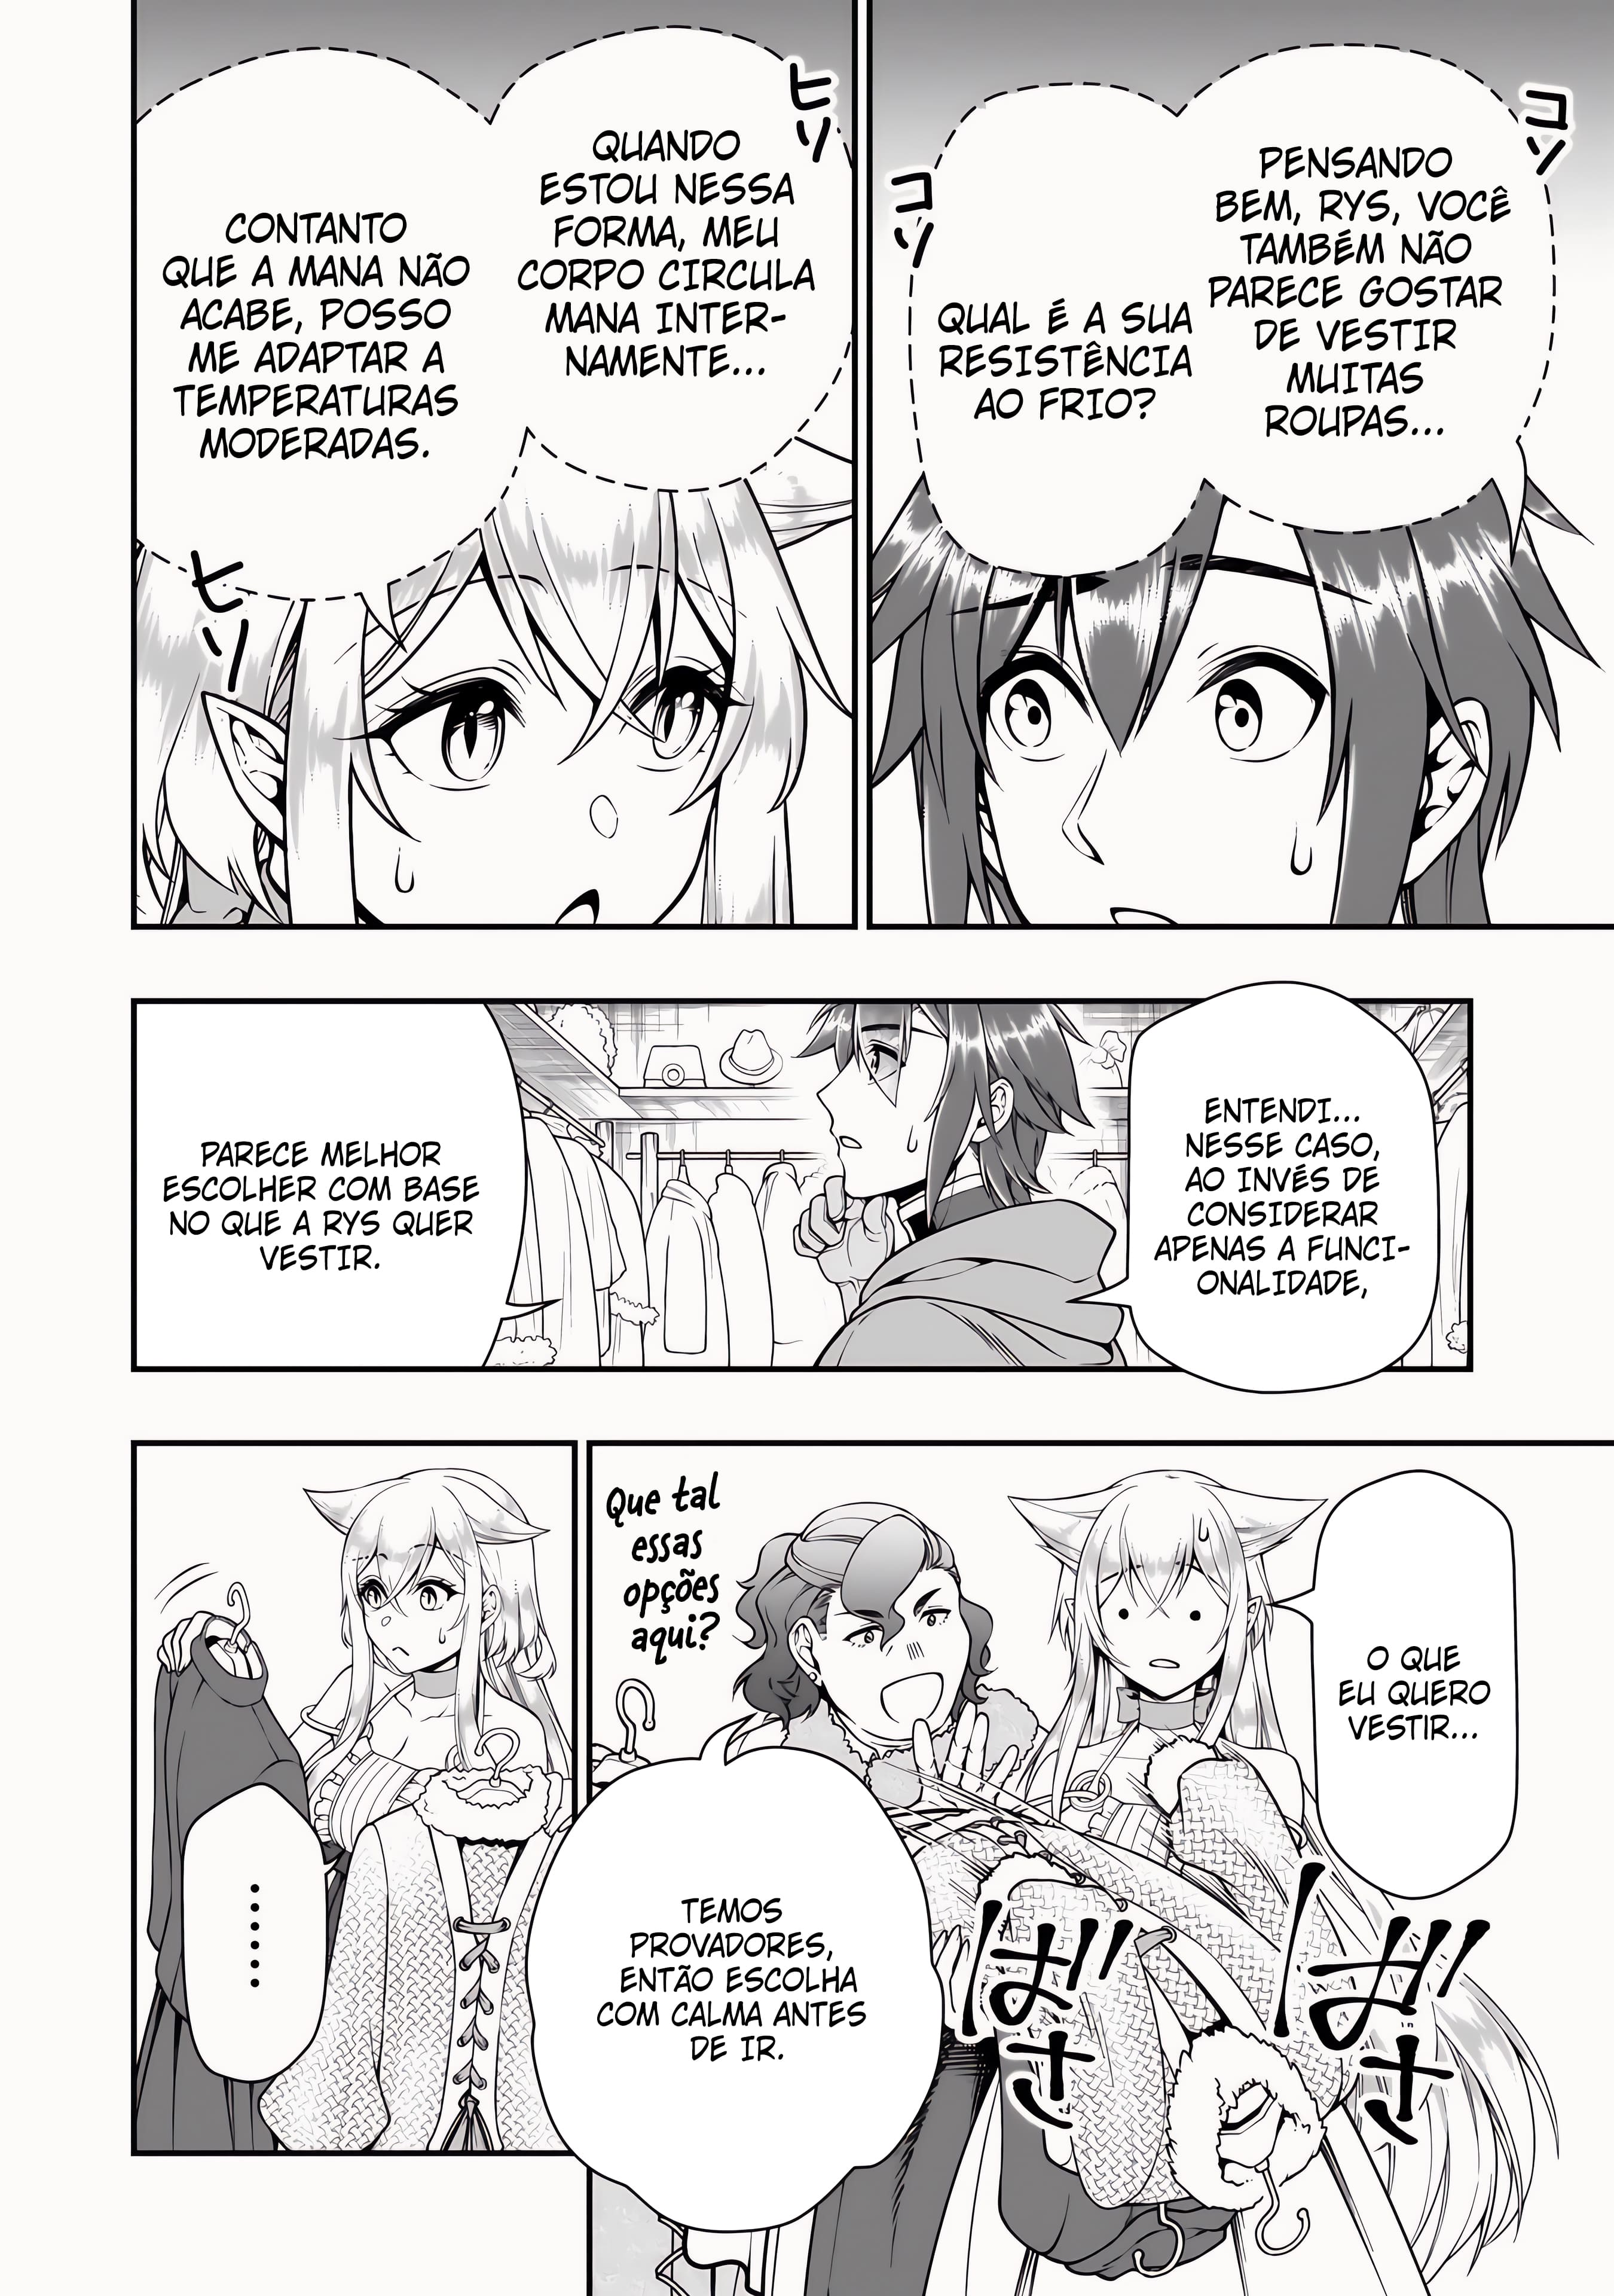 コソ
PENSANDO
BEM, RYS, VOCÊ
TAMBÉM NÃO
PARECE GOSTAR
DE VESTIR
MUITAS
ROUPAS...
コソ
QUAL É A SUA
RESISTÊNCIA
AO FRIO?
ヒソ
QUANDO
ESTOU NESSA
FORMA, MEU
CORPO CIRCULA
MANA INTER-
NAMENTE...
CONTANTO
QUE A MANA NÃO
ACABE, POSSO
ME ADAPTAR A
TEMPERATURAS
MODERADAS.
ヒソ
ENTENDI...
NESSE CASO,
AO INVÉS DE
CONSIDERAR
APENAS A FUNCI-
ONALIDADE,
PARECE MELHOR
ESCOLHER COM BASE
NO QUE A RYS QUER
VESTIR.
O QUE
EU QUERO
VESTIR...
Que tal
essas
opções
aqui?
ばさ
ばさ
TEMOS
PROVADORES,
ENTÃO ESCOLHA
COM CALMA ANTES
DE IR.
......